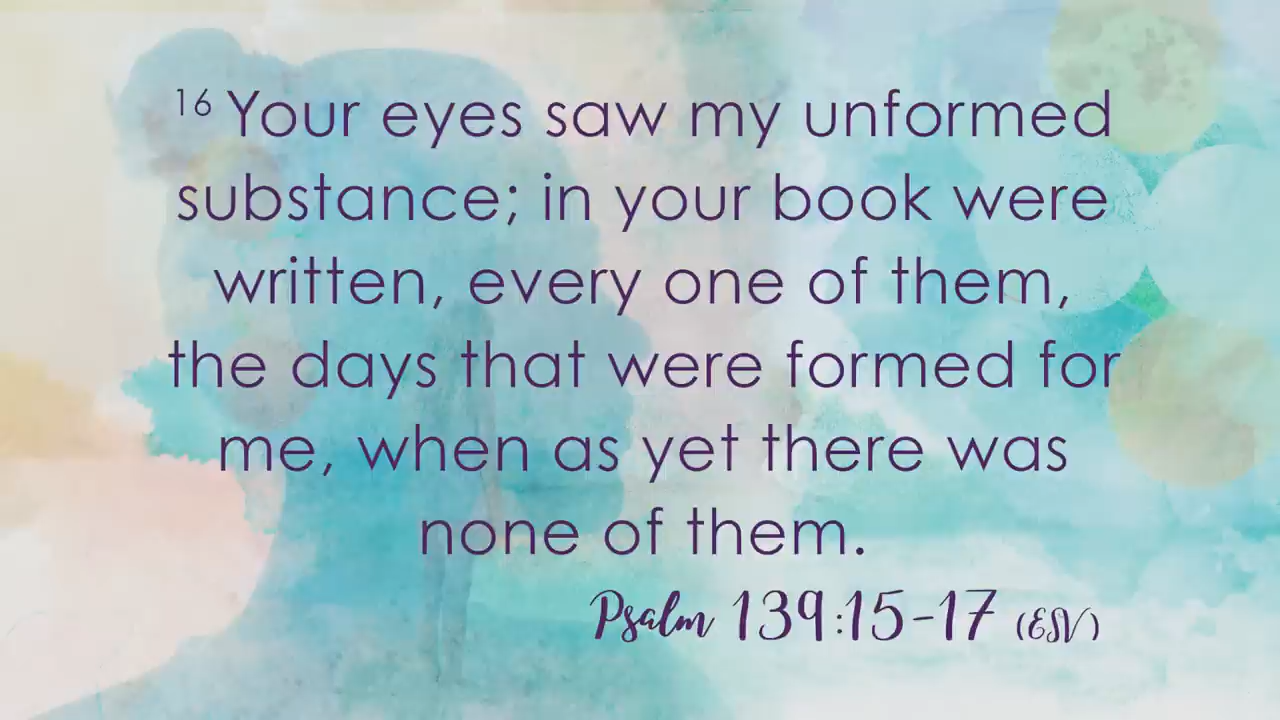 16 Your eyes saw my unformed
substance; in your book were
written, every one of them,
the days that were formed for
me, when as yet there was
none of them.
Psalm 139:15-17 (ESV)